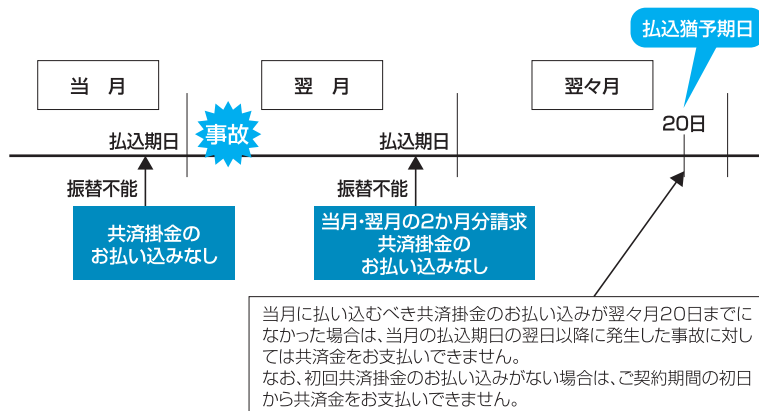 払込猶予期日
当　月
翌　月
翌々月
20日
払込期日
事故
払込期日
振替不能
振替不能
共済掛金の
お払い込みなし
当月・翌月の2か月分請求
共済掛金の
お払い込みなし
当月に払い込むべき共済掛金のお払い込みが翌々月20日までに
なかった場合は、当月の払込期日の翌日以降に発生した事故に対し
ては共済金をお支払いできません。
なお、初回共済掛金のお払い込みがない場合は、ご契約期間の初日
から共済金をお支払いできません。